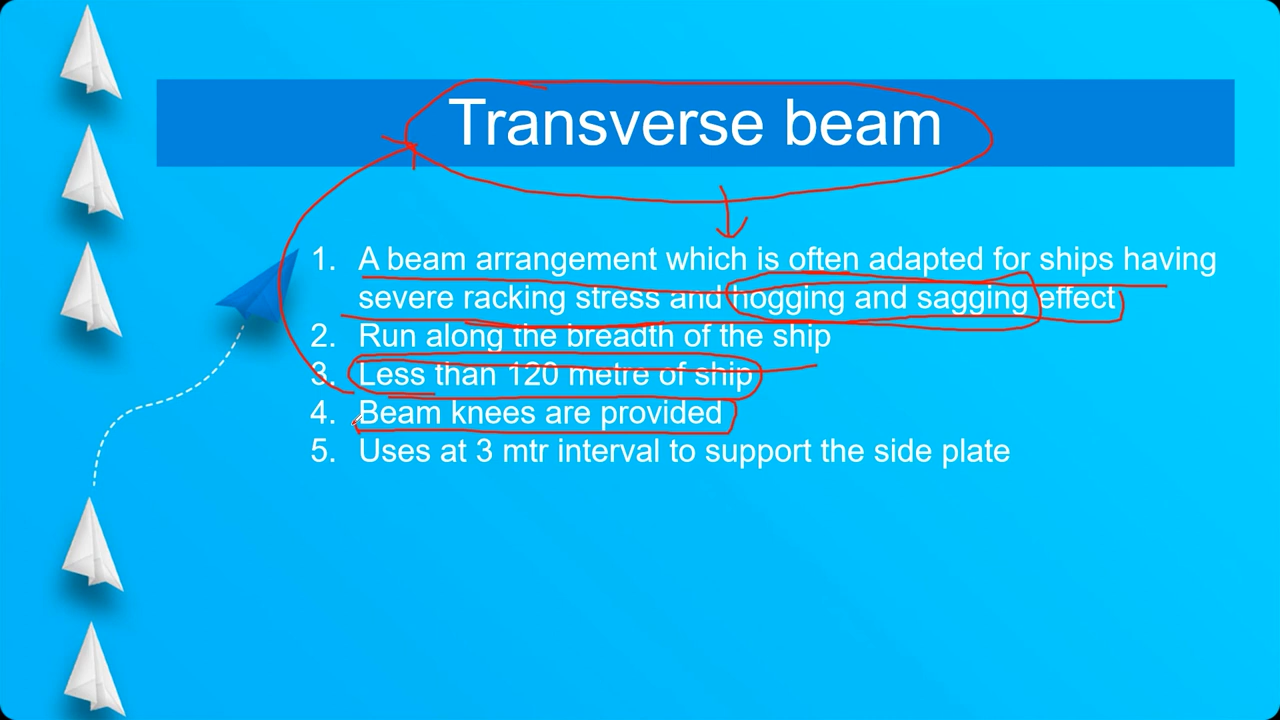 Transverse beam
1. A beam arrangement which is often adapted for ships having
severe racking stress and hogging and sagging effect
2. Run along the breadth of the ship
3. Less than 120 metre of ship
4. Beam knees are provided
5. Uses at 3 mtr interval to support the side plate